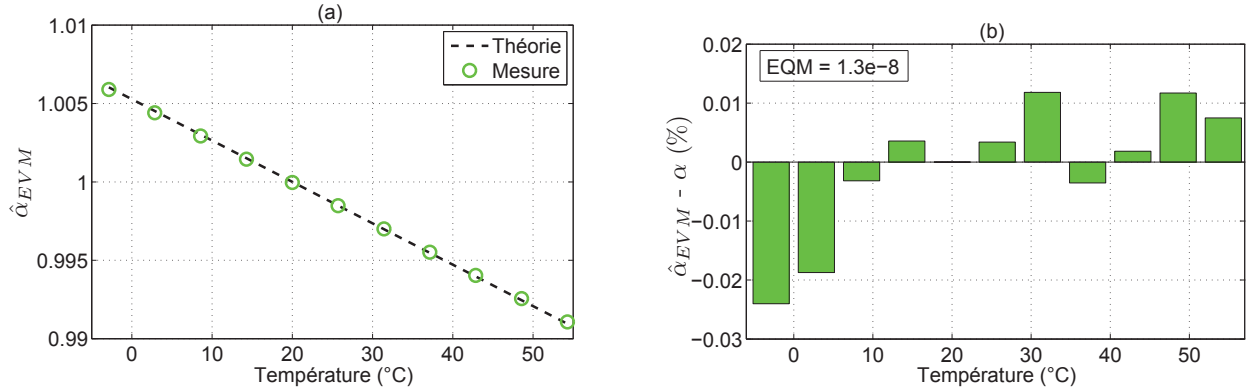 (a)
1.01
1.005
1
0.995
0.99
α̂_EVM
0 10 20 30 40 50
Température (°C)
Théorie
Mesure
(b)
0.02
0.01
0
−0.01
−0.02
−0.03
α̂_EVM - α (%)
EQM = 1.3e−8
0 10 20 30 40 50
Température (°C)